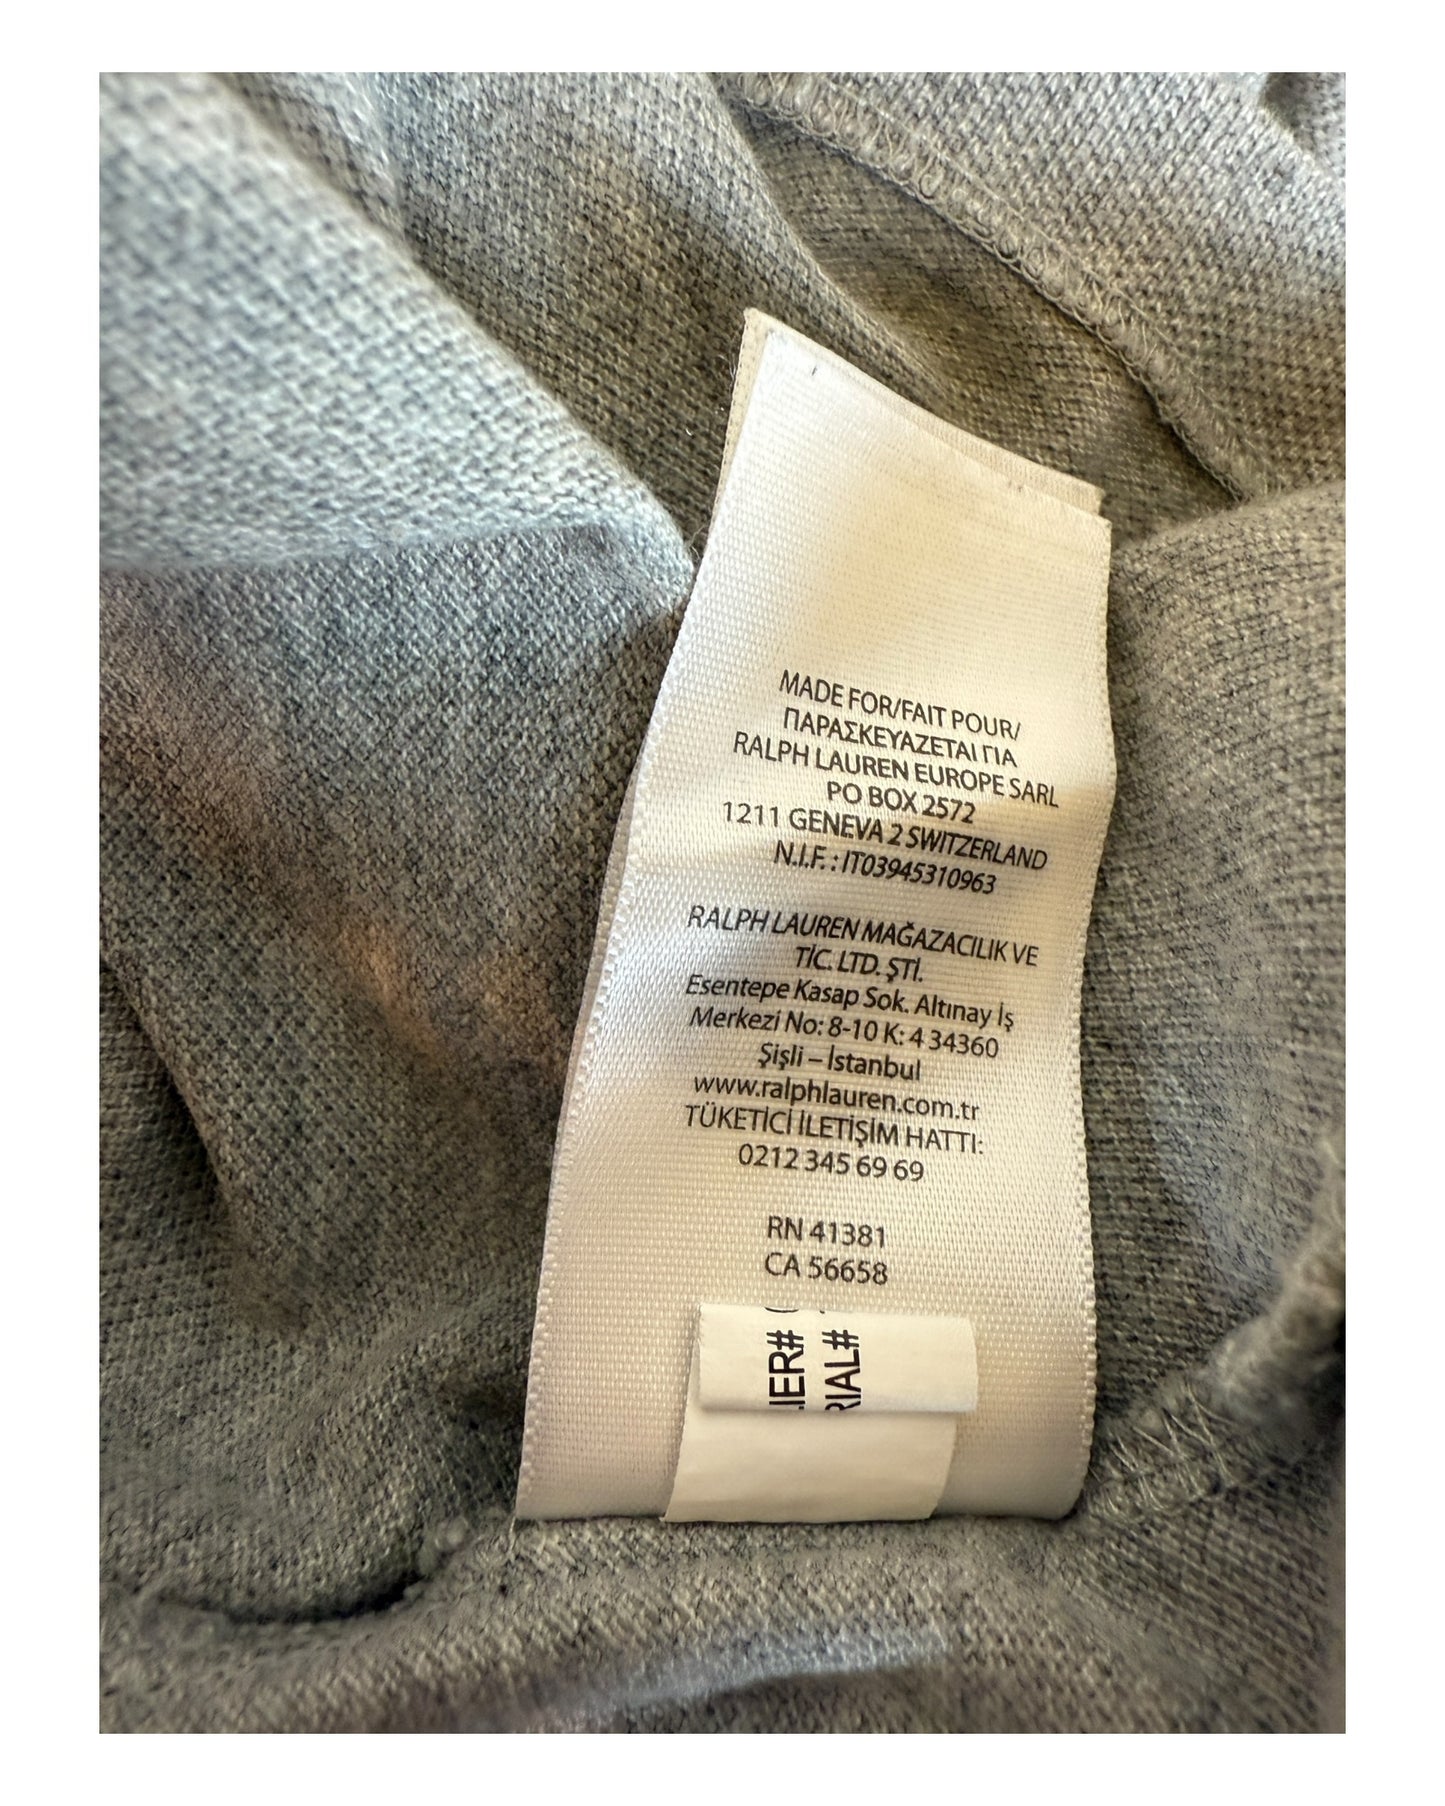 MADE FOR/FAIT POUR/
ΠΑΡΑΣΚΕΥΑΖΕΤΑΙ ΓΙΑ
RALPH LAUREN EUROPE SARL
PO BOX 2572
1211 GENEVA 2 SWITZERLAND
N.I.F. : IT03945310963
RALPH LAUREN MAĞAZACILIK VE
TİC. LTD. ŞTİ.
Esentepe Kasap Sok. Altınay İş
Merkezi No: 8-10 K: 4 34360
Şişli – İstanbul
www.ralphlauren.com.tr
TÜKETİCİ İLETİŞİM HATTI:
0212 345 69 69
RN 41381
CA 56658